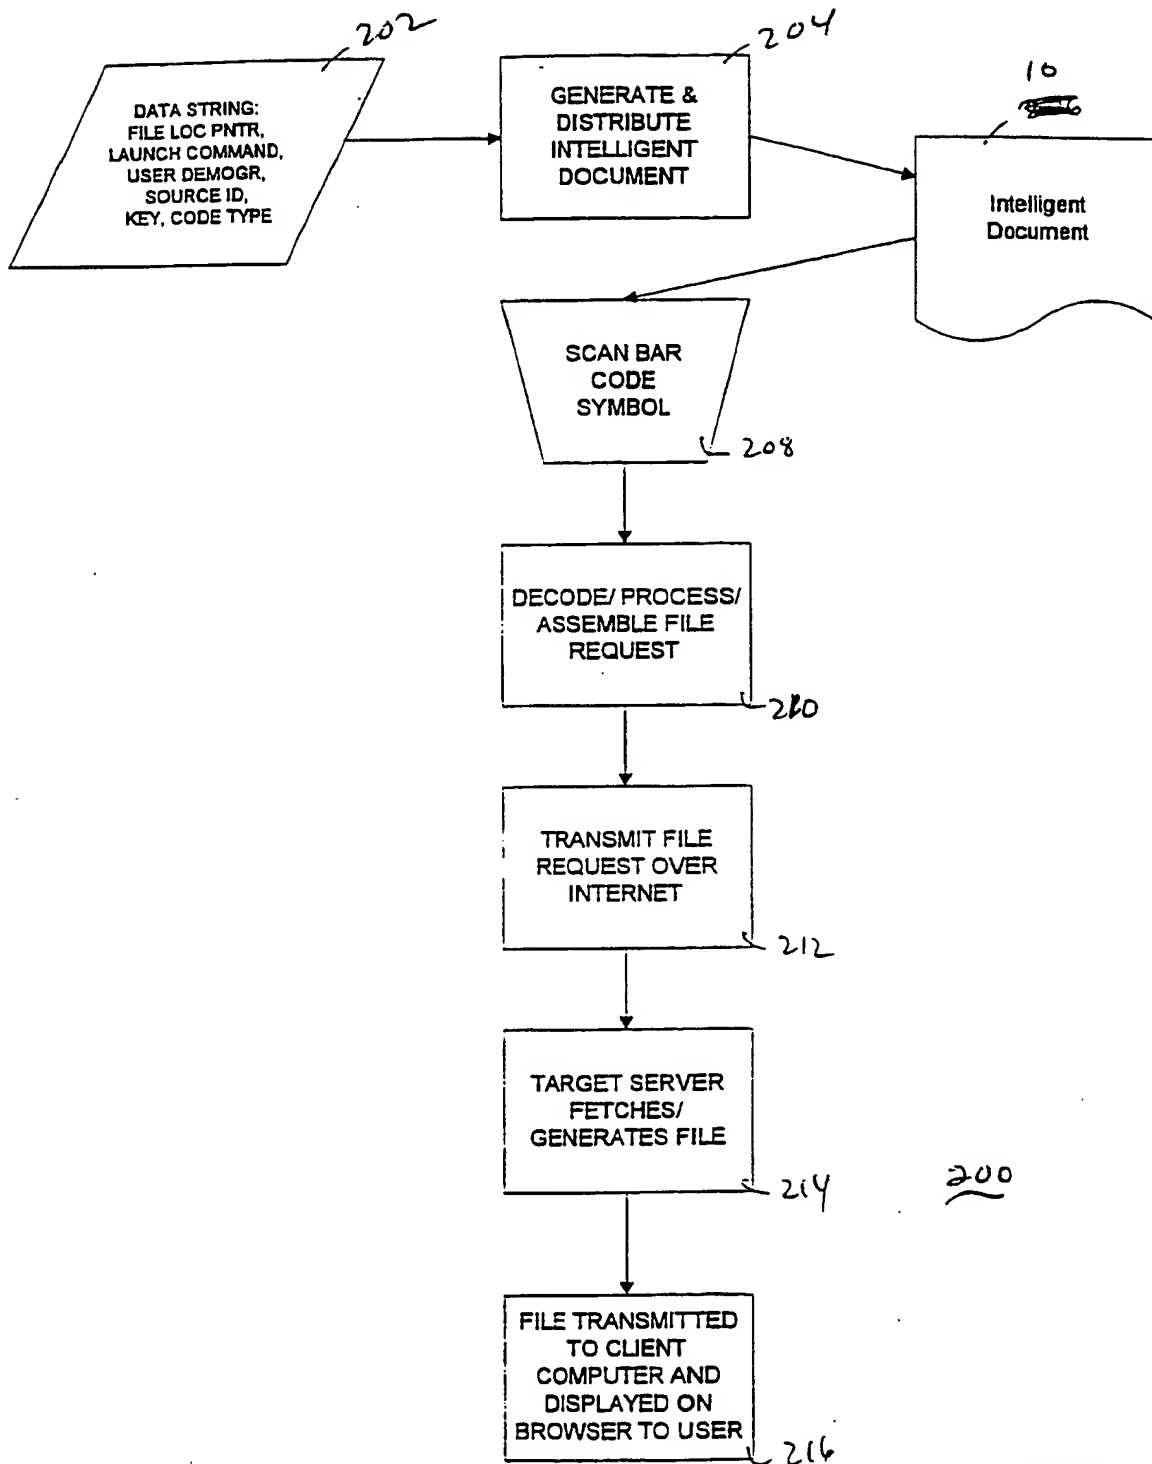 202
DATA STRING:
FILE LOC PNTR,
LAUNCH COMMAND,
USER DEMOGR,
SOURCE ID,
KEY, CODE TYPE
204
GENERATE &
DISTRIBUTE
INTELLIGENT
DOCUMENT
10
Intelligent
Document
SCAN BAR
CODE
SYMBOL
208
DECODE/ PROCESS/
ASSEMBLE FILE
REQUEST
210
TRANSMIT FILE
REQUEST OVER
INTERNET
212
TARGET SERVER
FETCHES/
GENERATES FILE
214
200
FILE TRANSMITTED
TO CLIENT
COMPUTER AND
DISPLAYED ON
BROWSER TO USER
216